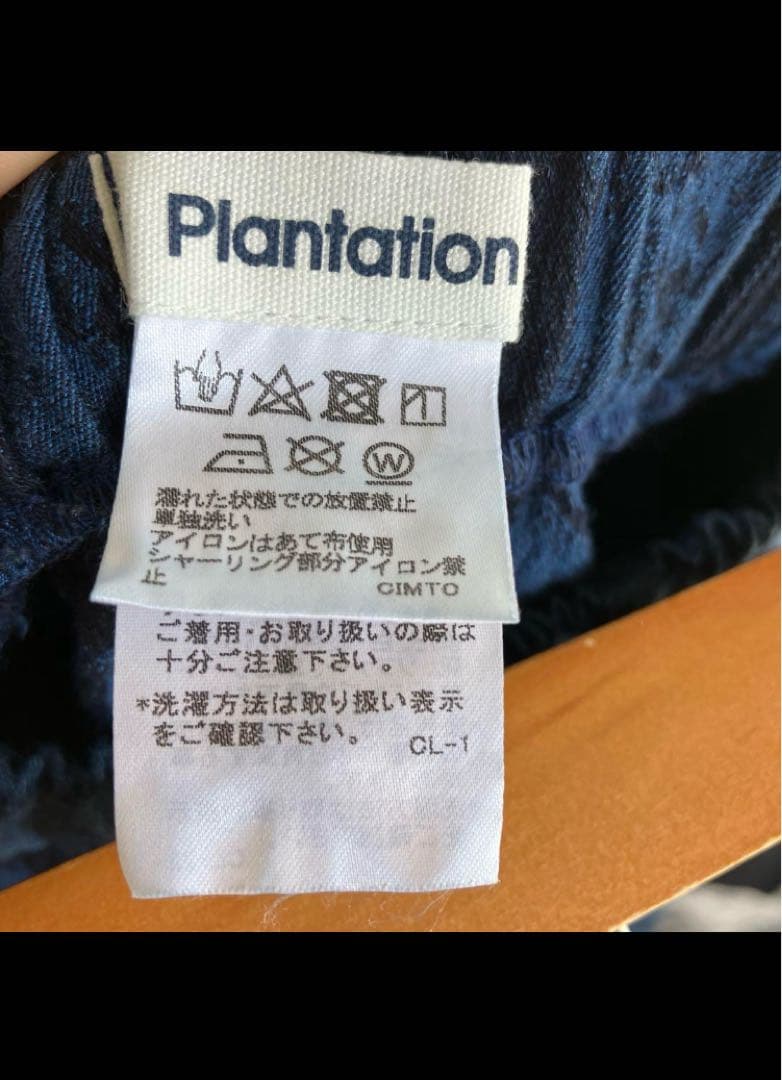 Plantation
W
濡れた状態での放置禁止
単独洗い
アイロンはあて布使用
シャーリング部分アイロン禁
止
CIMTO
ご着用・お取り扱いの際は
十分ご注意下さい。
*洗濯方法は取り扱い表示
をご確認下さい。
CL-1